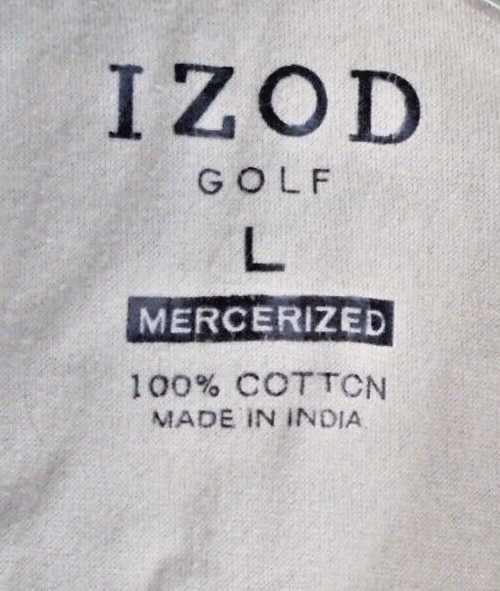 IZOD
GOLF
L
MERCERIZED
100% COTTON
MADE IN INDIA